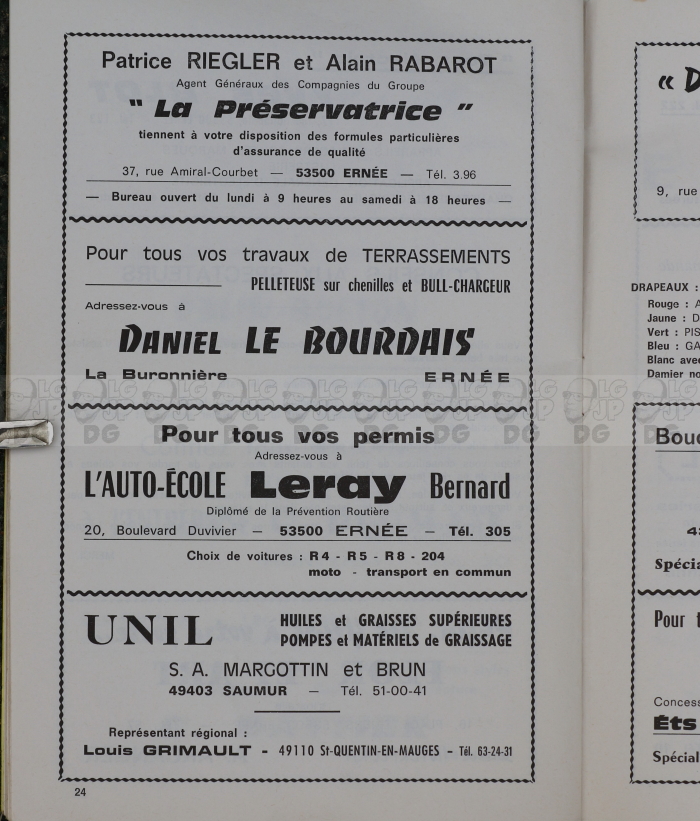 Patrice RIEGLER et Alain RABAROT
Agent Généraux des Compagnies du Groupe
" La Préservatrice "
tiennent à votre disposition des formules particulières
d'assurance de qualité
37, rue Amiral-Courbet — 53500 ERNÉE — Tél. 3.96
— Bureau ouvert du lundi à 9 heures au samedi à 18 heures —
Pour tous vos travaux de TERRASSEMENTS
PELLETEUSE sur chenilles et BULL-CHARGEUR
Adressez-vous à
DANIEL LE BOURDAIS
La Buronnière ERNÉE
Pour tous vos permis
Adressez-vous à
L'AUTO-ÉCOLE Leray Bernard
Diplômé de la Prévention Routière
20, Boulevard Duvivier — 53500 ERNÉE — Tél. 305
Choix de voitures : R 4 - R 5 - R 8 - 204
moto - transport en commun
UNIL
HUILES et GRAISSES SUPÉRIEURES
POMPES et MATÉRIELS de GRAISSAGE
S. A. MARGOTTIN et BRUN
49403 SAUMUR — Tél. 51-00-41
Représentant régional :
Louis GRIMAULT - 49110 St-QUENTIN-EN-MAUGES - Tél. 63-24-31
24
« D
9, rue
DRAPEAUX :
Rouge : A
Jaune : D
Vert : PIS
Bleu : GA
Blanc ave
Damier no
Bou
Spécia
Pour
Conces
Éts
Spécial